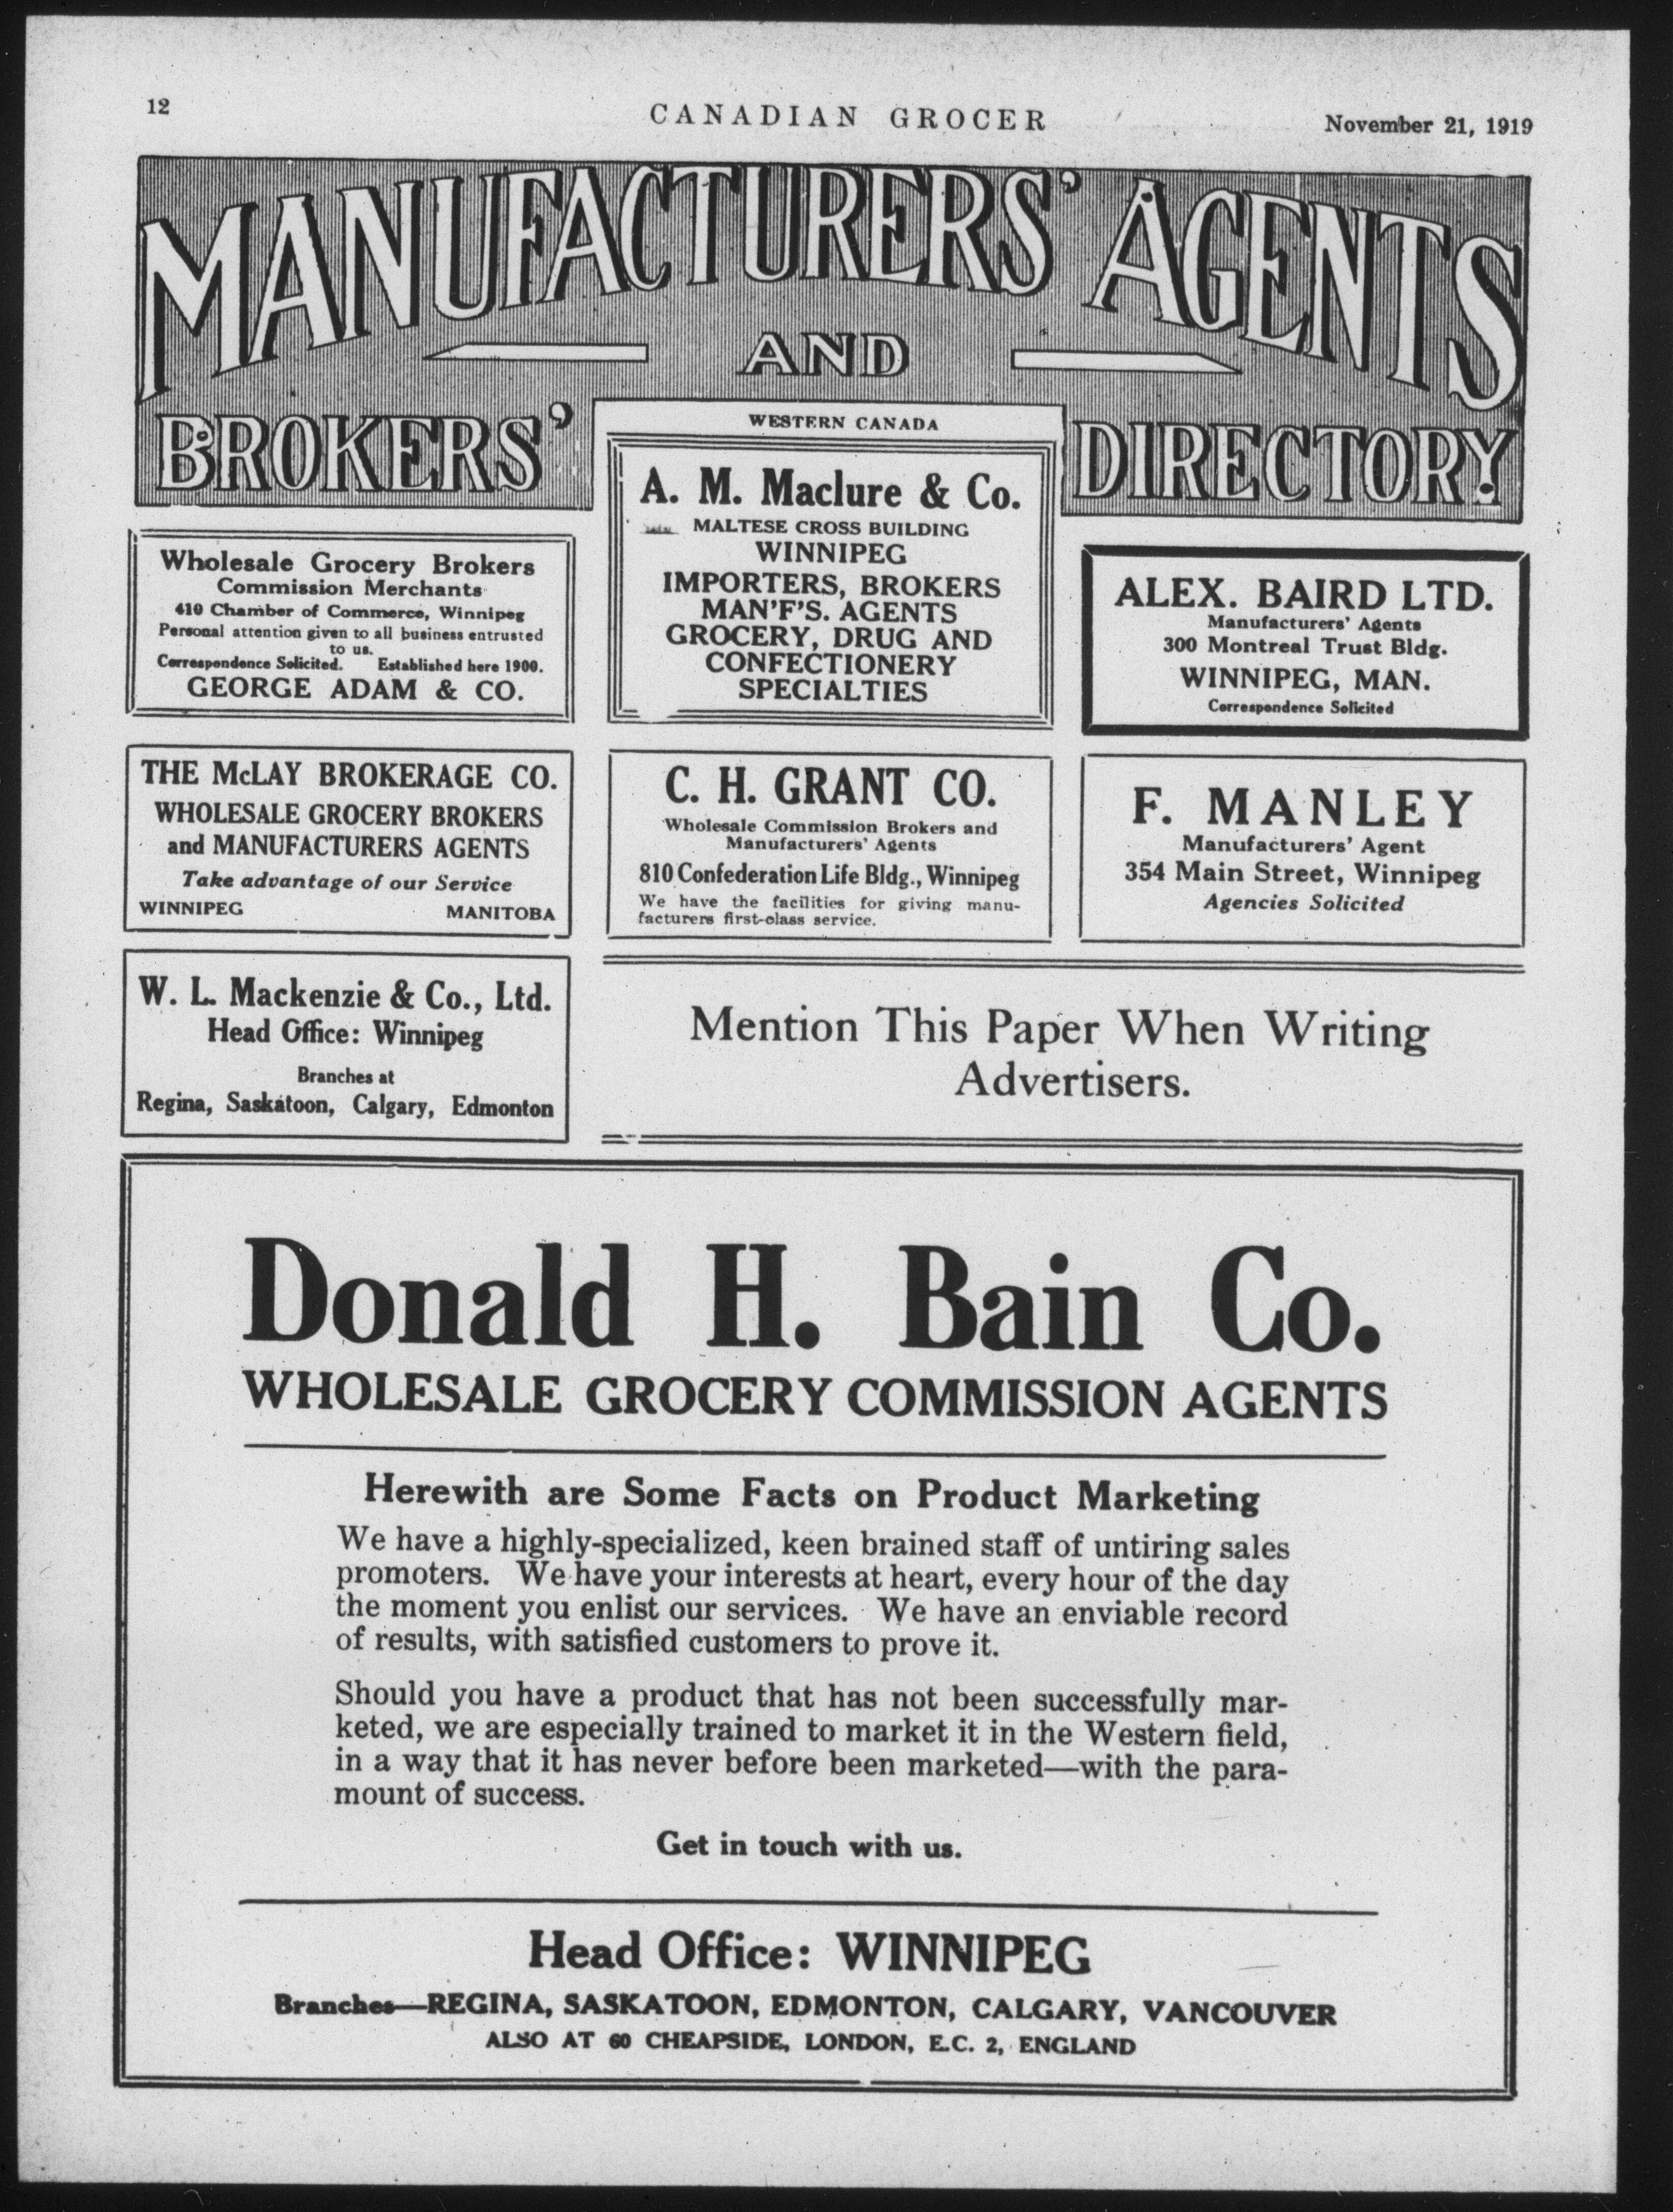 12
CANADIAN GROCER
November 21, 1919
MANUFACTURERS' AGENTS
AND
BROKERS' DIRECTORY
WESTERN CANADA
Wholesale Grocery Brokers
Commission Merchants
410 Chamber of Commerce, Winnipeg
Personal attention given to all business entrusted
to us.
Correspondence Solicited. Established here 1900.
GEORGE ADAM & CO.
A. M. Maclure & Co.
MALTESE CROSS BUILDING
WINNIPEG
IMPORTERS, BROKERS
MAN'F'S. AGENTS
GROCERY, DRUG AND
CONFECTIONERY
SPECIALTIES
ALEX. BAIRD LTD.
Manufacturers' Agents
300 Montreal Trust Bldg.
WINNIPEG, MAN.
Correspondence Solicited
THE McLAY BROKERAGE CO.
WHOLESALE GROCERY BROKERS
and MANUFACTURERS AGENTS
Take advantage of our Service
WINNIPEG MANITOBA
C. H. GRANT CO.
Wholesale Commission Brokers and
Manufacturers' Agents
810 Confederation Life Bldg., Winnipeg
We have the facilities for giving manu-
facturers first-class service.
F. MANLEY
Manufacturers' Agent
354 Main Street, Winnipeg
Agencies Solicited
W. L. Mackenzie & Co., Ltd.
Head Office: Winnipeg
Branches at
Regina, Saskatoon, Calgary, Edmonton
Mention This Paper When Writing
Advertisers.
Donald H. Bain Co.
WHOLESALE GROCERY COMMISSION AGENTS
Herewith are Some Facts on Product Marketing
We have a highly-specialized, keen brained staff of untiring sales
promoters. We have your interests at heart, every hour of the day
the moment you enlist our services. We have an enviable record
of results, with satisfied customers to prove it.
Should you have a product that has not been successfully mar-
keted, we are especially trained to market it in the Western field,
in a way that it has never before been marketed—with the para-
mount of success.
Get in touch with us.
Head Office: WINNIPEG
Branches—REGINA, SASKATOON, EDMONTON, CALGARY, VANCOUVER
ALSO AT 60 CHEAPSIDE, LONDON, E.C. 2, ENGLAND